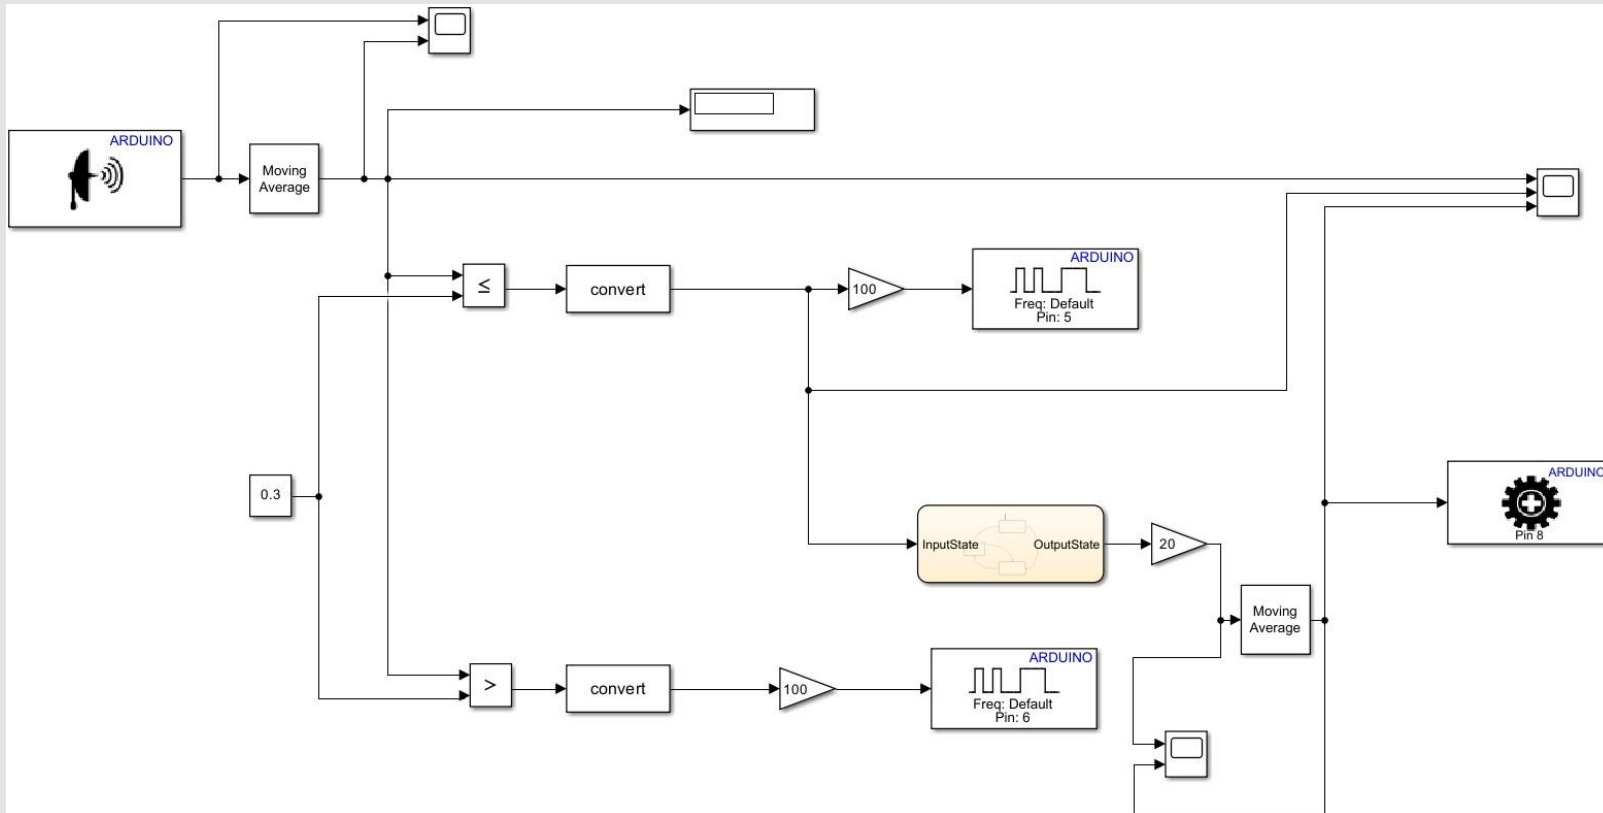 ARDUINO
Moving
Average
≤
convert
100
ARDUINO
Freq: Default
Pin: 5
0.3
InputState
OutputState
20
ARDUINO
Pin 8
Moving
Average
>
convert
100
ARDUINO
Freq: Default
Pin: 6